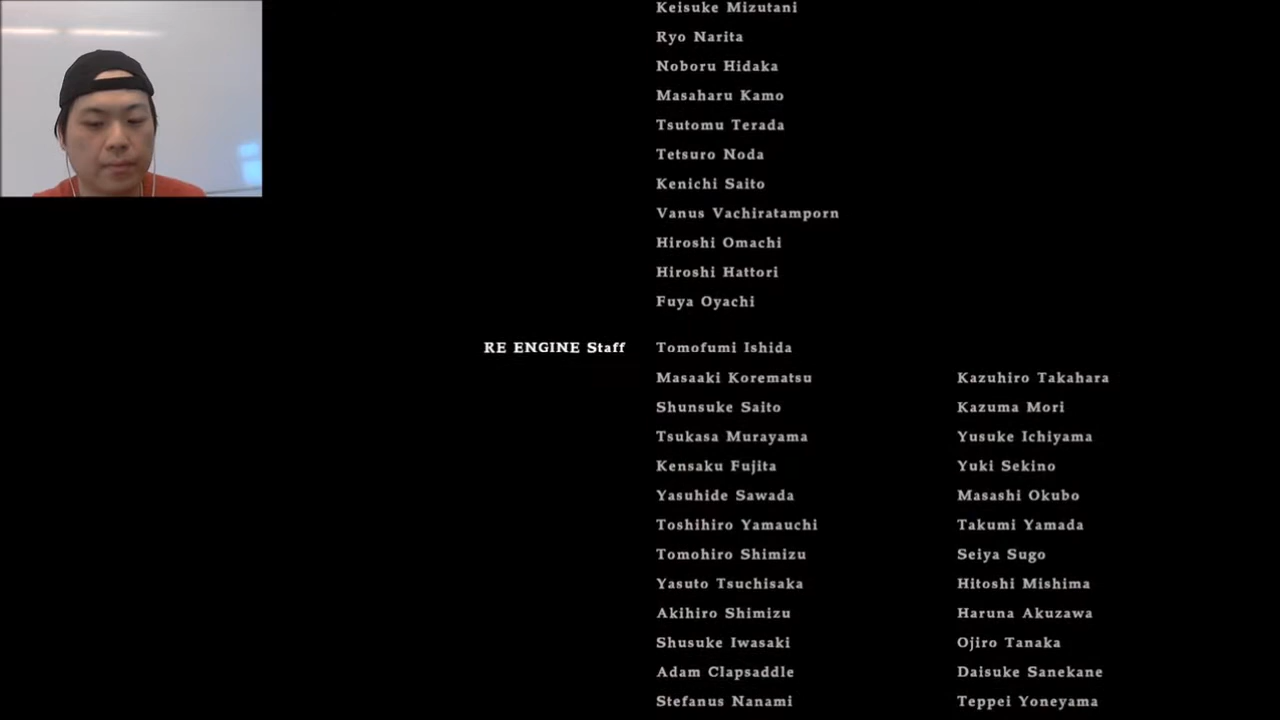 Keisuke Mizutani
Ryo Narita
Noboru Hidaka
Masaharu Kamo
Tsutomu Terada
Tetsuro Noda
Kenichi Saito
Vanus Vachiratamporn
Hiroshi Omachi
Hiroshi Hattori
Fuya Oyachi
RE ENGINE Staff Tomofumi Ishida
Masaaki Korematsu Kazuhiro Takahara
Shunsuke Saito Kazuma Mori
Tsukasa Murayama Yusuke Ichiyama
Kensaku Fujita Yuki Sekino
Yasuhide Sawada Masashi Okubo
Toshihiro Yamauchi Takumi Yamada
Tomohiro Shimizu Seiya Sugo
Yasuto Tsuchisaka Hitoshi Mishima
Akihiro Shimizu Haruna Akuzawa
Shusuke Iwasaki Ojiro Tanaka
Adam Clapsaddle Daisuke Sanekane
Stefanus Nanami Teppei Yoneyama